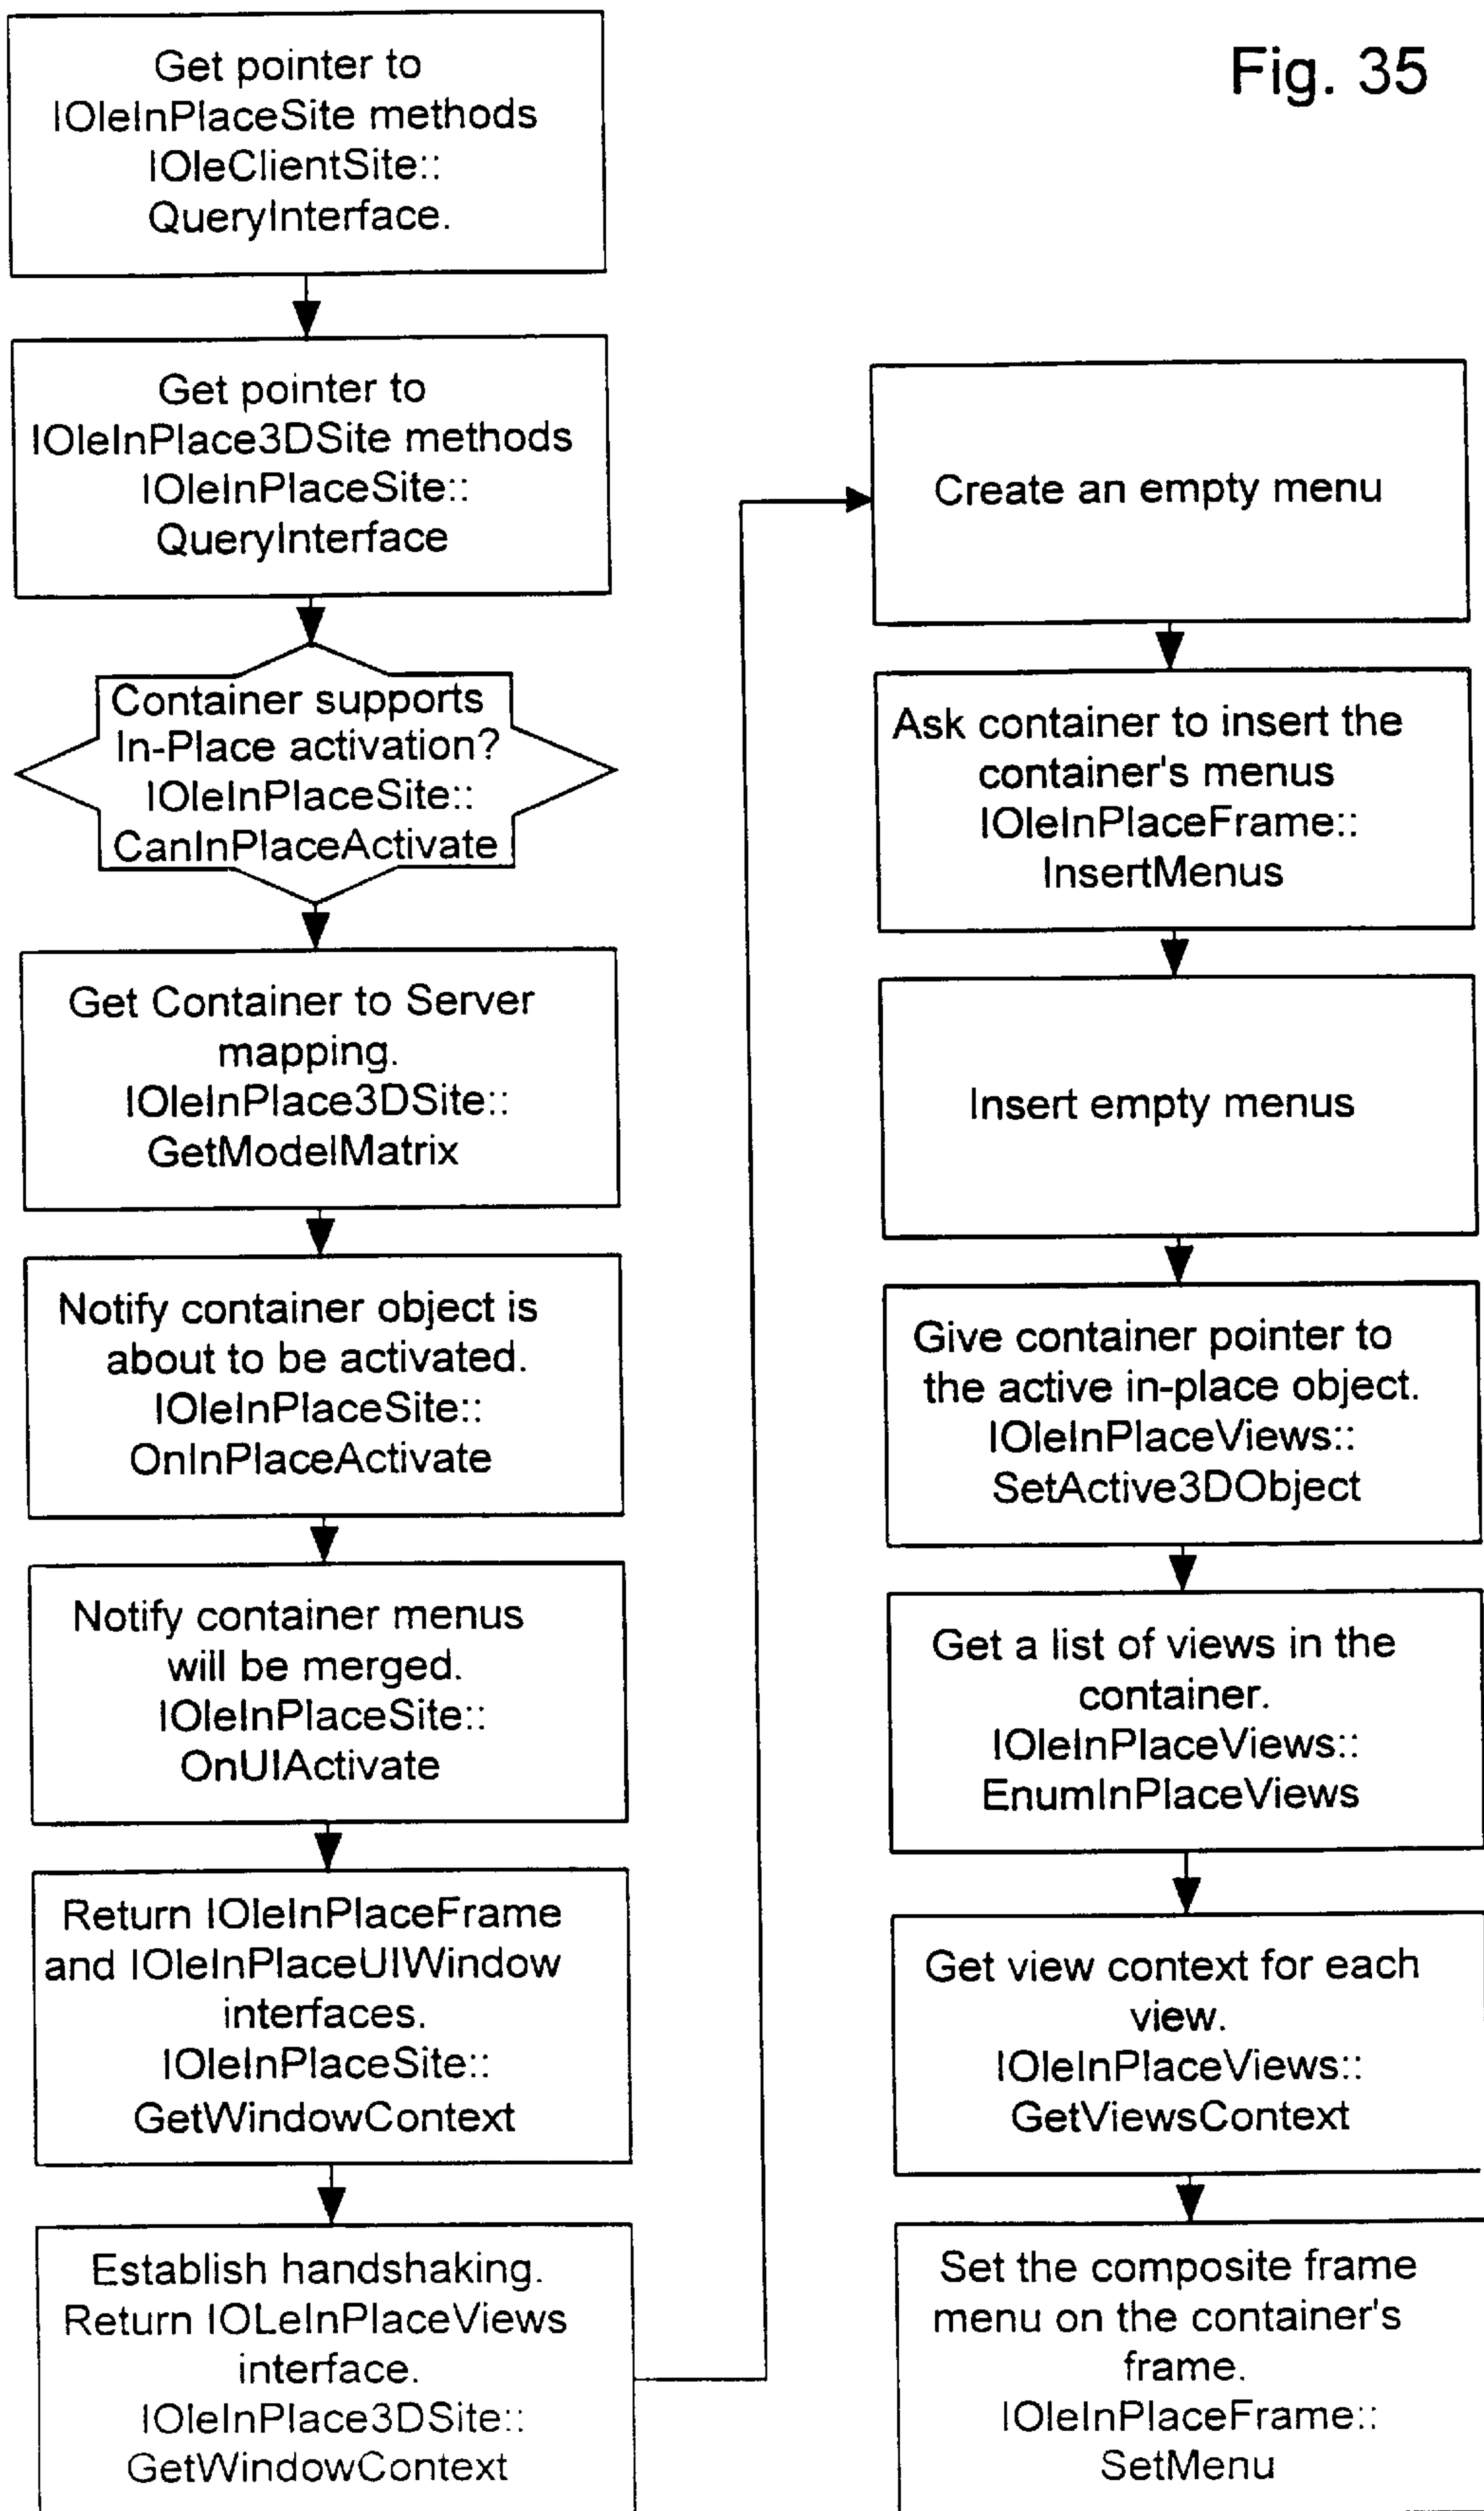 Fig. 35
Get pointer to
IOleInPlaceSite methods
IOleClientSite::
QueryInterface.
Get pointer to
IOleInPlace3DSite methods
IOleInPlaceSite::
QueryInterface
Container supports
In-Place activation?
IOleInPlaceSite::
CanInPlaceActivate
Get Container to Server
mapping.
IOleInPlace3DSite::
GetModelMatrix
Notify container object is
about to be activated.
IOleInPlaceSite::
OnInPlaceActivate
Notify container menus
will be merged.
IOleInPlaceSite::
OnUIActivate
Return IOleInPlaceFrame
and IOleInPlaceUIWindow
interfaces.
IOleInPlaceSite::
GetWindowContext
Establish handshaking.
Return IOLeInPlaceViews
interface.
IOleInPlace3DSite::
GetWindowContext
Create an empty menu
Ask container to insert the
container's menus
IOleInPlaceFrame::
InsertMenus
Insert empty menus
Give container pointer to
the active in-place object.
IOleInPlaceViews::
SetActive3DObject
Get a list of views in the
container.
IOleInPlaceViews::
EnumInPlaceViews
Get view context for each
view.
IOleInPlaceViews::
GetViewsContext
Set the composite frame
menu on the container's
frame.
IOleInPlaceFrame::
SetMenu